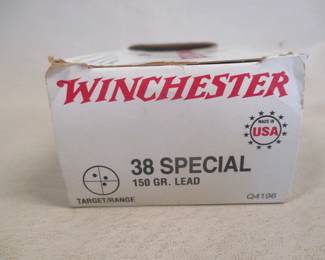 WINCHESTER
MADE IN
USA
38 SPECIAL
150 GR. LEAD
TARGET/RANGE
Q4196